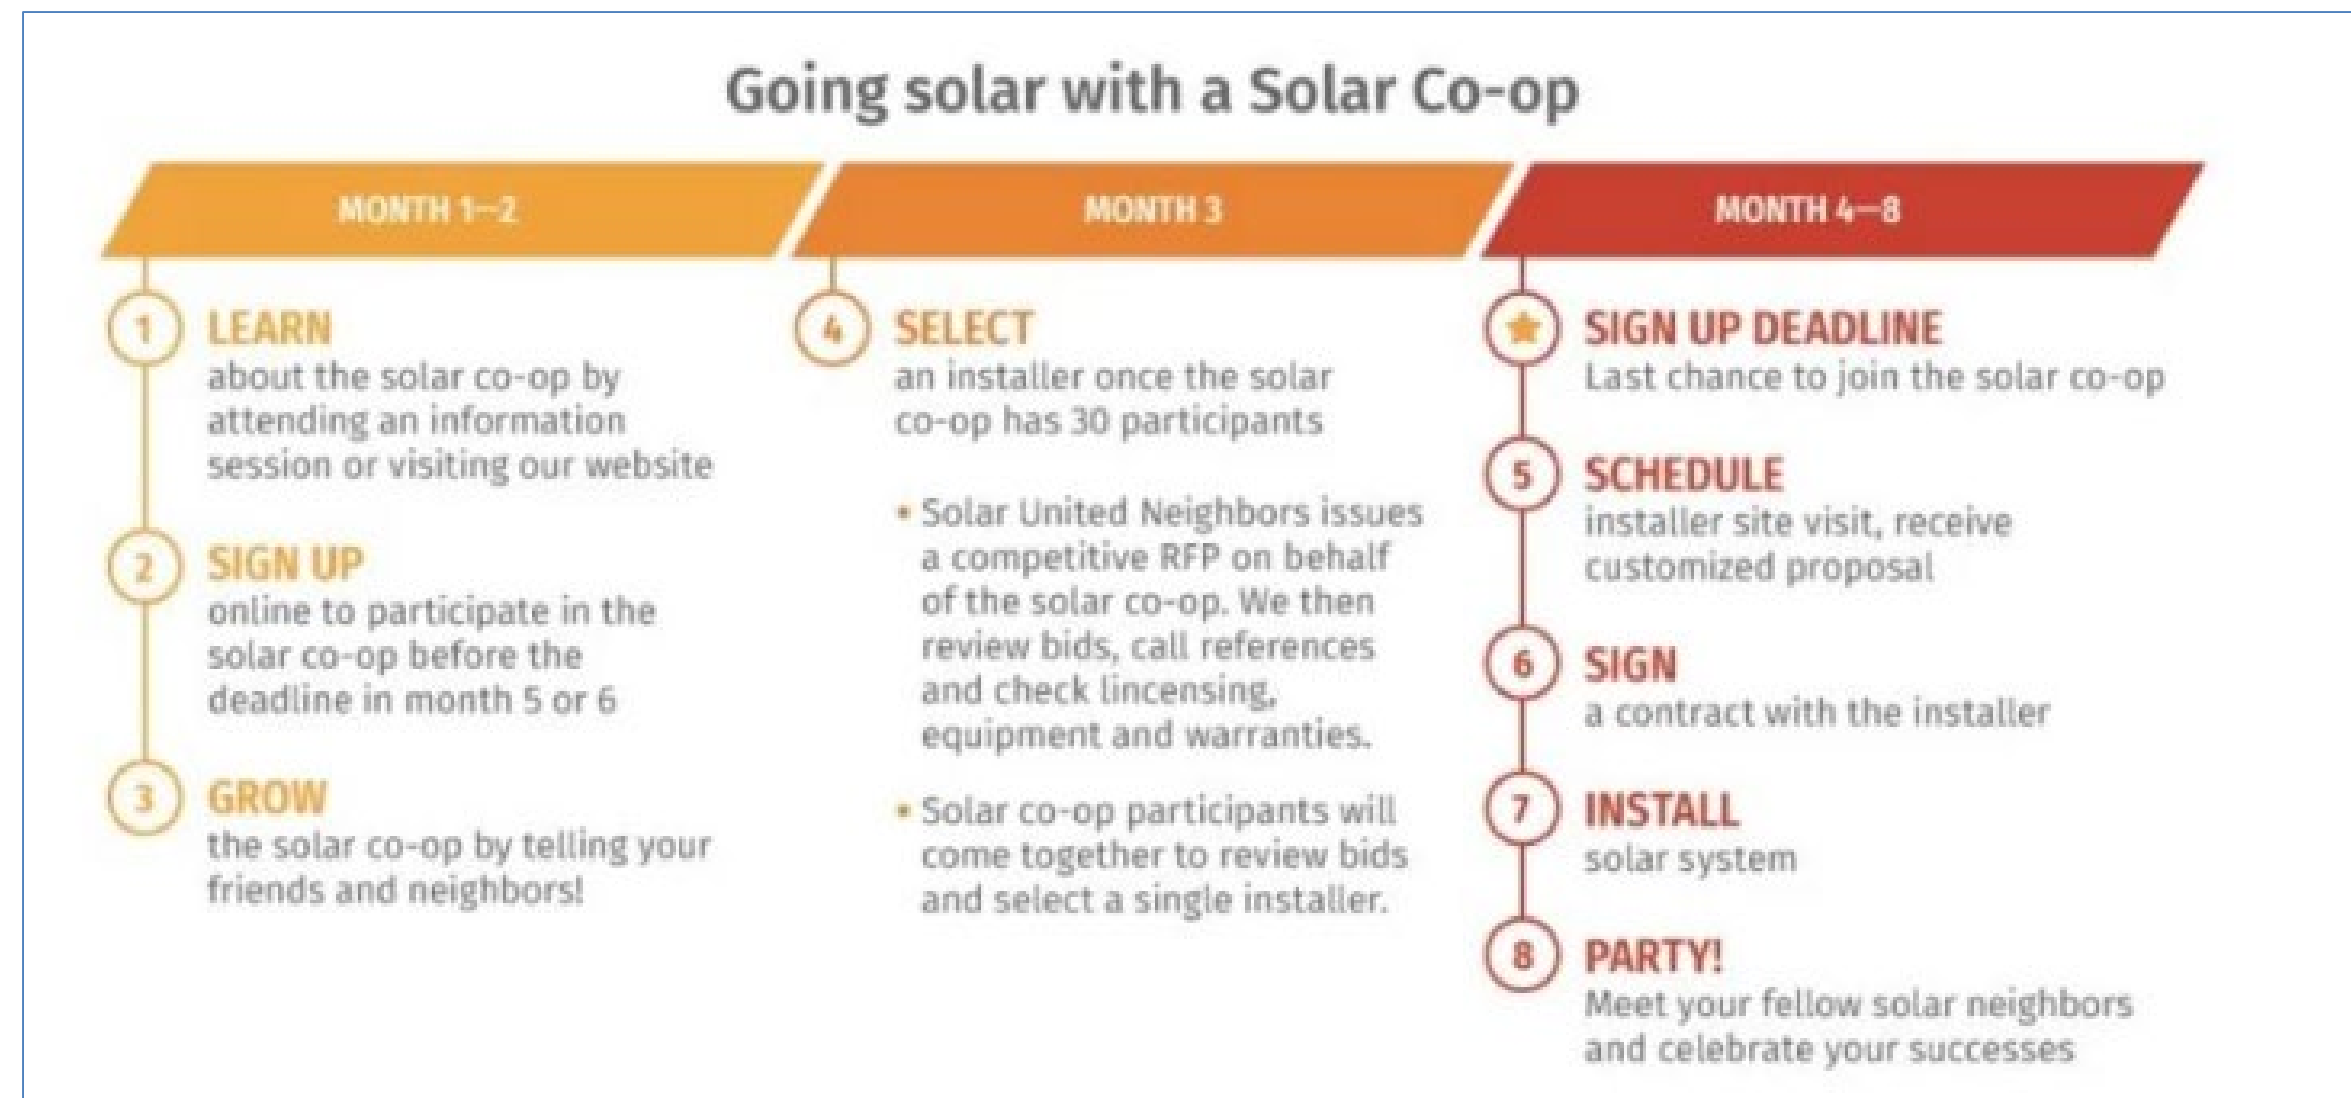 Going solar with a Solar Co-op
MONTH 1—2
1
LEARN
about the solar co-op by
attending an information
session or visiting our website
2
SIGN UP
online to participate in the
solar co-op before the
deadline in month 5 or 6
3
GROW
the solar co-op by telling your
friends and neighbors!
MONTH 3
4
SELECT
an installer once the solar
co-op has 30 participants
• Solar United Neighbors issues
a competitive RFP on behalf
of the solar co-op. We then
review bids, call references
and check lincensing,
equipment and warranties.
• Solar co-op participants will
come together to review bids
and select a single installer.
MONTH 4—8
SIGN UP DEADLINE
Last chance to join the solar co-op
5
SCHEDULE
installer site visit, receive
customized proposal
6
SIGN
a contract with the installer
7
INSTALL
solar system
8
PARTY!
Meet your fellow solar neighbors
and celebrate your successes